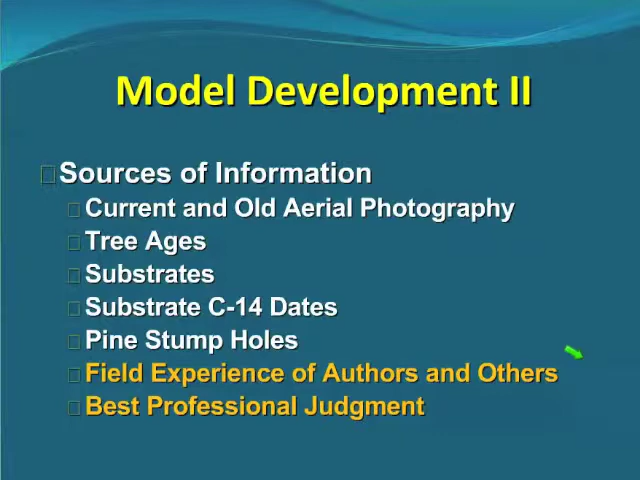 Model Development II
Sources of Information
Current and Old Aerial Photography
Tree Ages
Substrates
Substrate C-14 Dates
Pine Stump Holes
Field Experience of Authors and Others
Best Professional Judgment